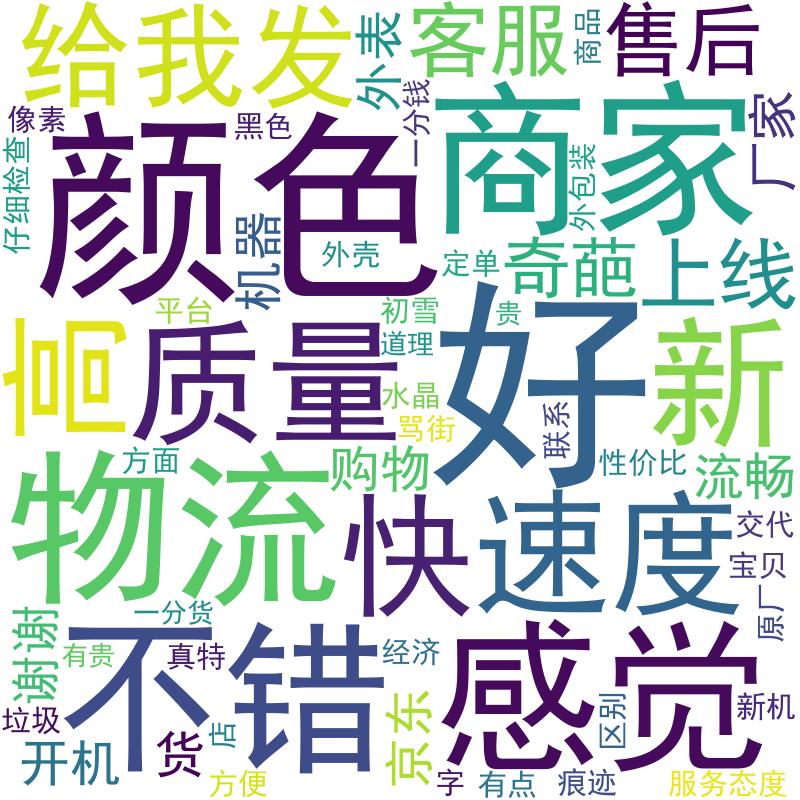 给我发
外表
客服
商品
售后
像素
颜色
黑色
一分钱
商家
厂家
仔细检查
外包装
机器
外壳
定单
奇葩
上线
平台
初雪
贵
高
质量
道理
好
新
水晶
骂街
联系
方面
购物
性价比
流畅
物流
快
速度
交代
宝贝
一分货
原厂
谢谢
有贵
不错
真特
经济
感觉
垃圾
店
京东
区别
新机
开机
货
方便
字
有点
痕迹
服务态度